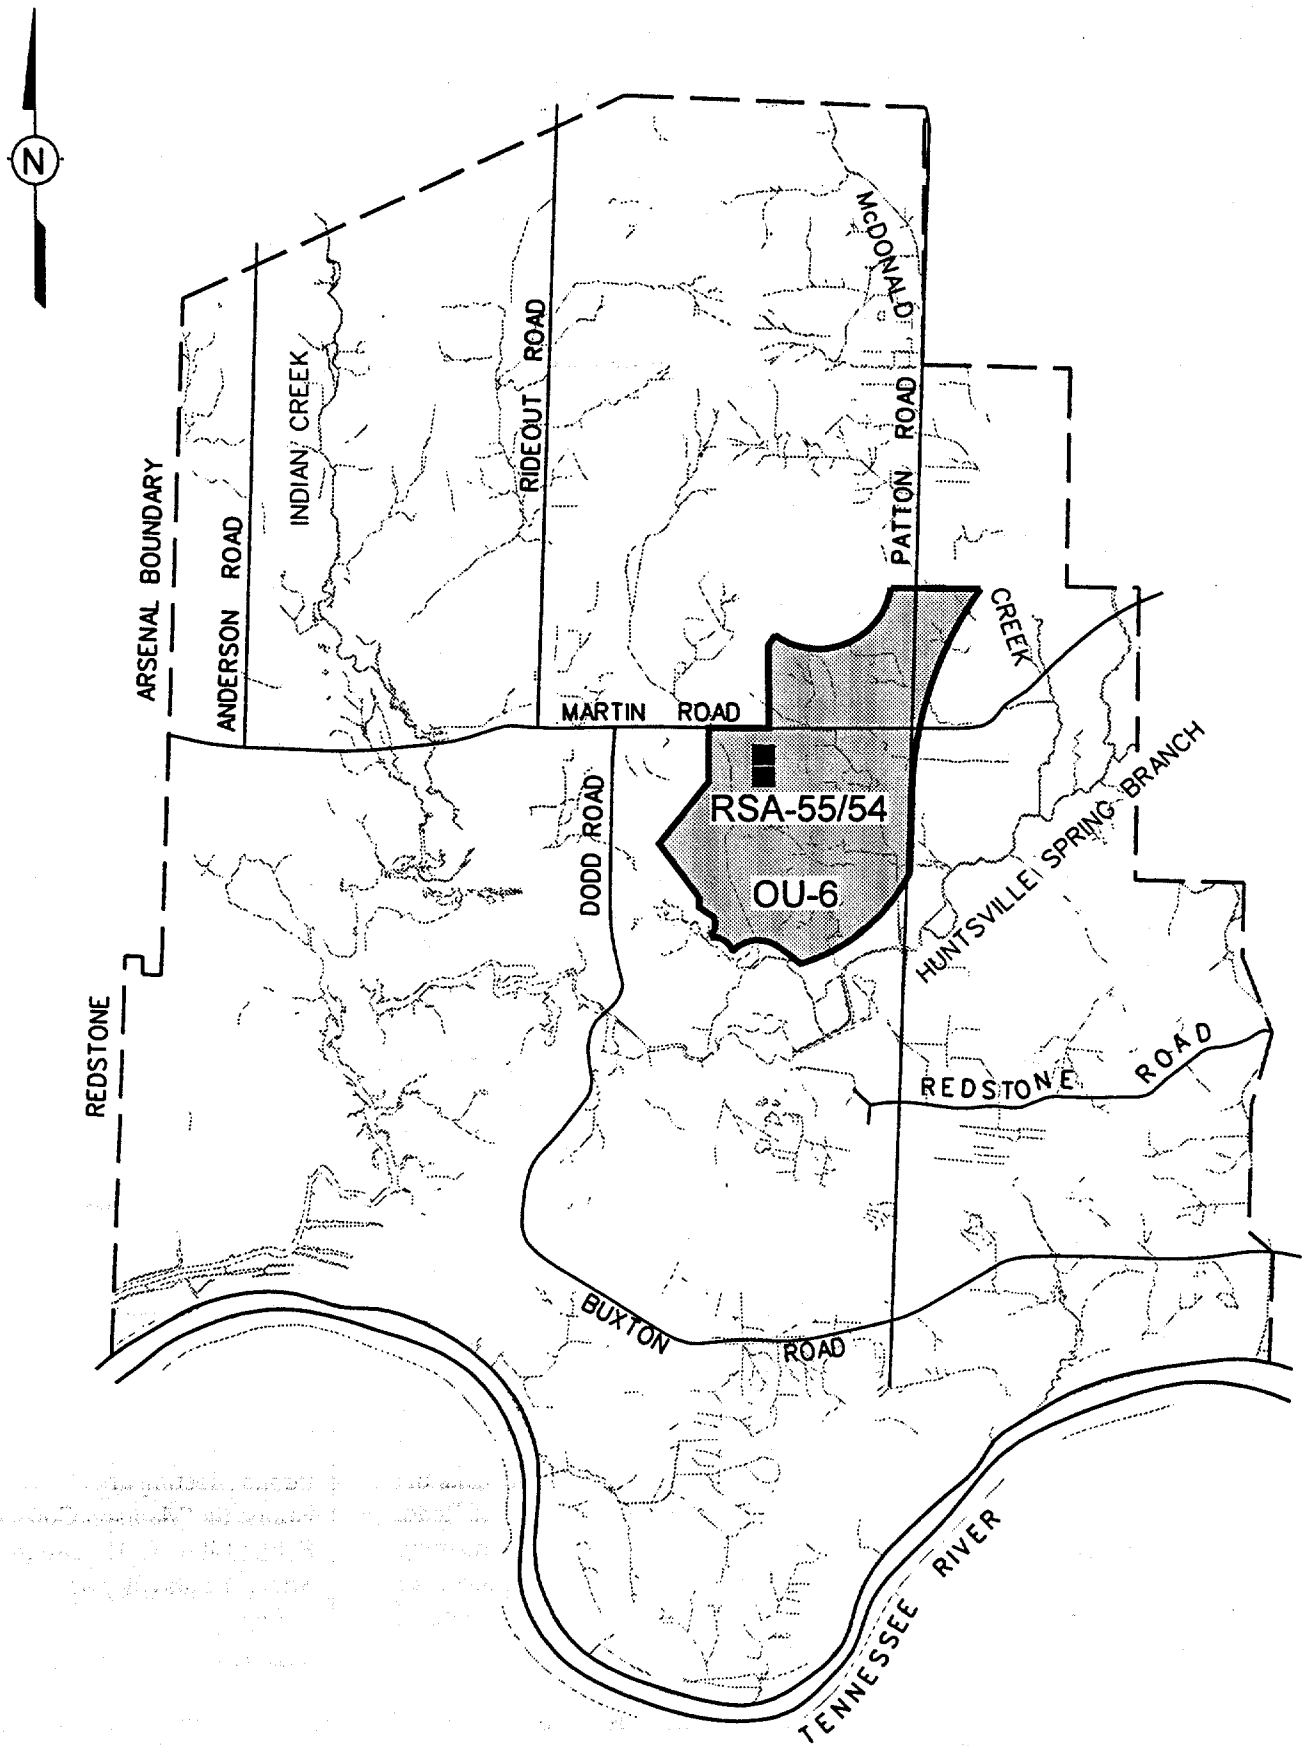 N
McDONALD
CREEK
INDIAN CREEK
RIDEOUT ROAD
PATTON ROAD
REDSTONE ARSENAL BOUNDARY
ANDERSON ROAD
MARTIN ROAD
DODD ROAD
RSA-55/54
OU-6
HUNTSVILLE SPRING BRANCH
REDSTONE ROAD
BUXTON ROAD
TENNESSEE RIVER